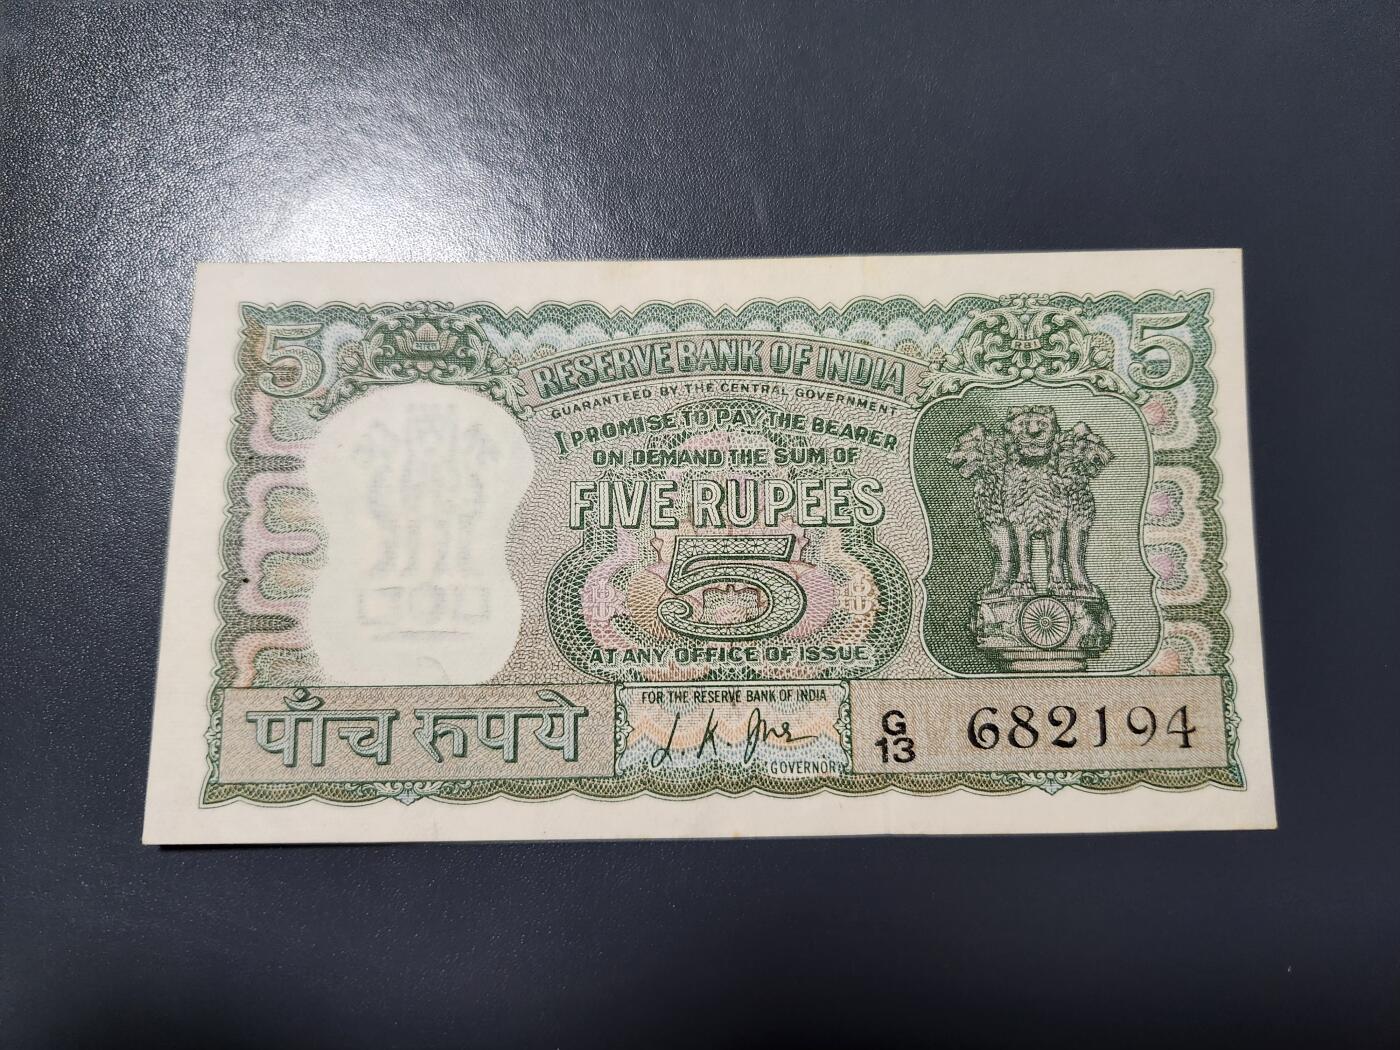 5 5
RBI
RESERVE BANK OF INDIA
GUARANTEED BY THE CENTRAL GOVERNMENT
I PROMISE TO PAY THE BEARER
ON DEMAND THE SUM OF
FIVE RUPEES
5
AT ANY OFFICE OF ISSUE
पाँच रुपये
FOR THE RESERVE BANK OF INDIA
GOVERNOR
G
13 682194